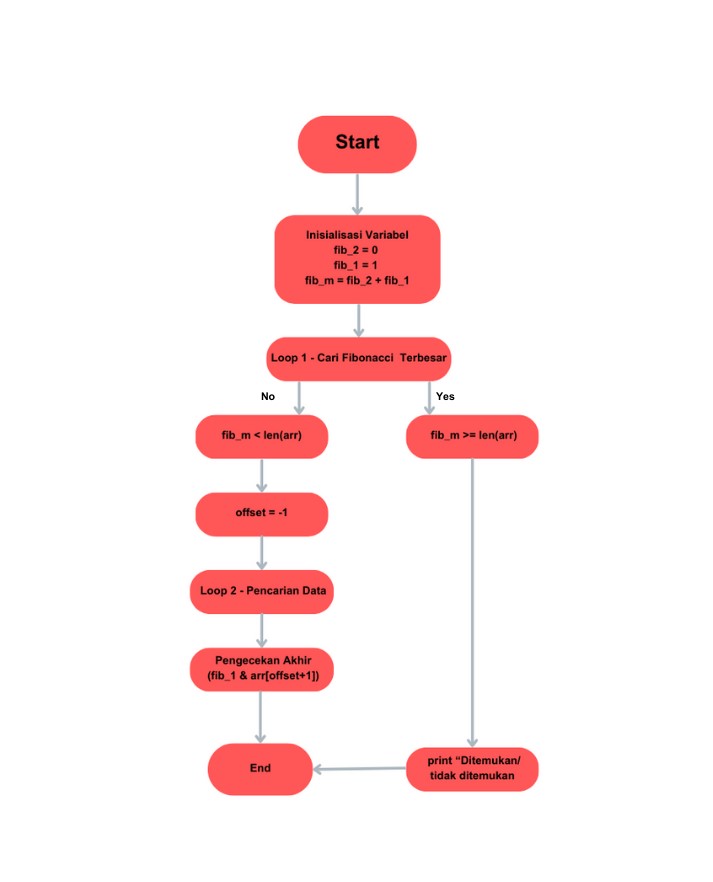 Start
Inisialisasi Variabel
fib_2 = 0
fib_1 = 1
fib_m = fib_2 + fib_1
Loop 1 - Cari Fibonacci Terbesar
No
Yes
fib_m < len(arr)
fib_m >= len(arr)
offset = -1
Loop 2 - Pencarian Data
Pengecekan Akhir
(fib_1 & arr[offset+1])
End
print “Ditemukan/
tidak ditemukan